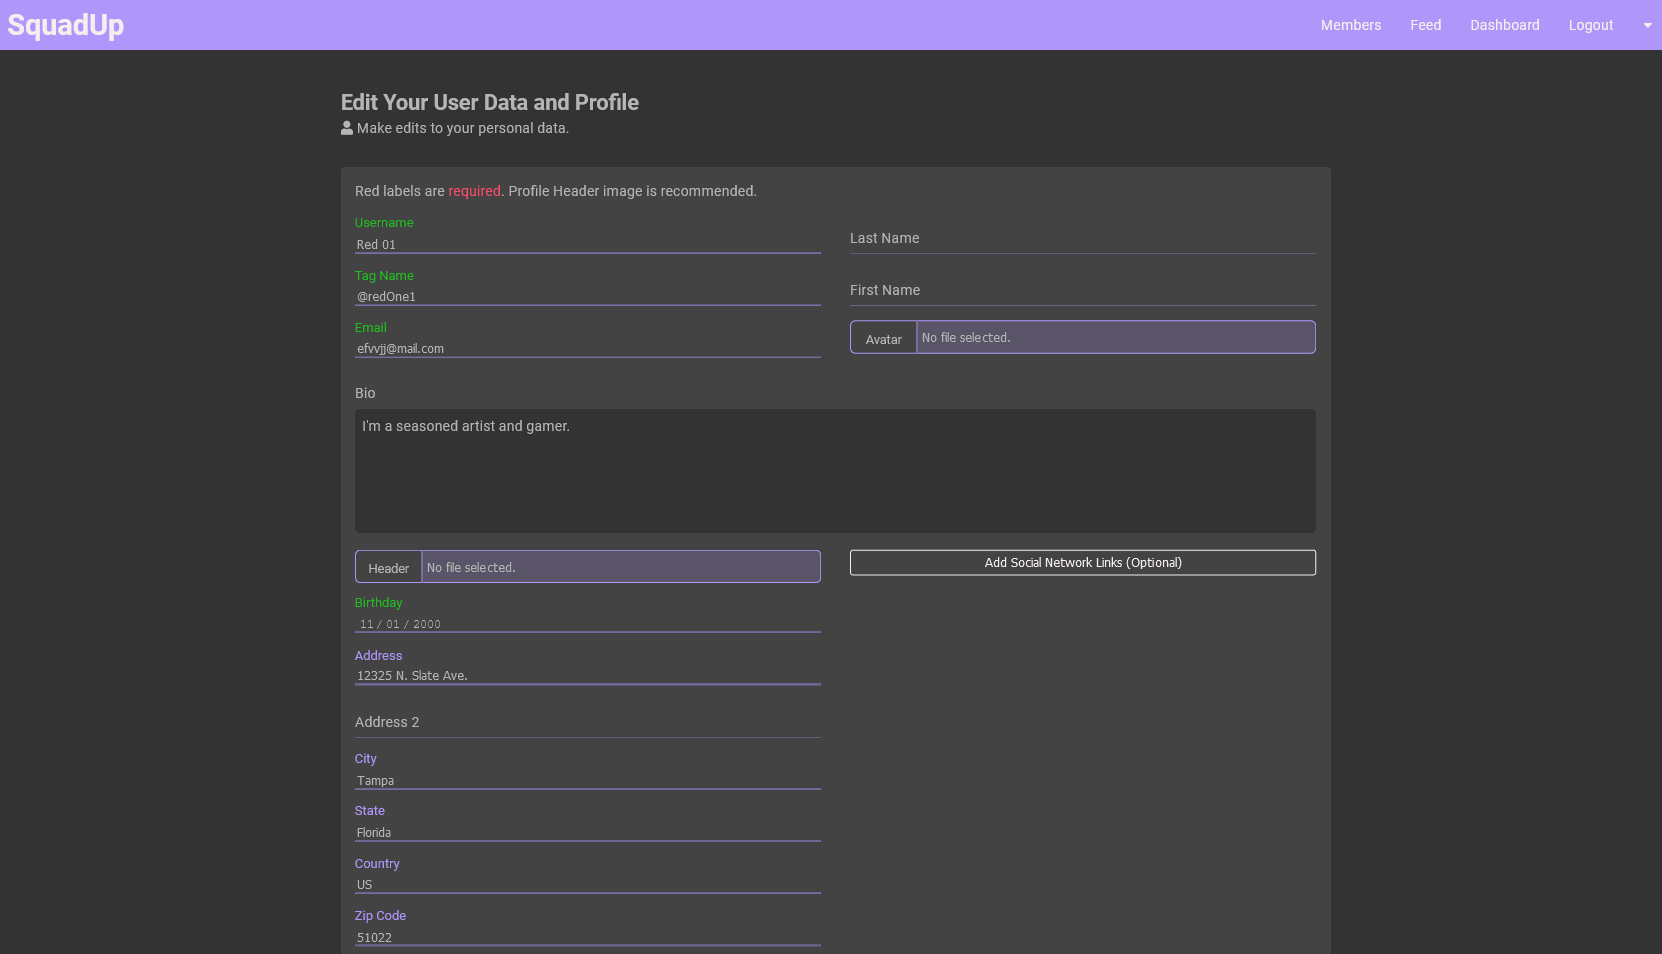 SquadUp
Members Feed Dashboard Logout
Edit Your User Data and Profile
Make edits to your personal data.
Red labels are required. Profile Header image is recommended.
Username
Red 01
Last Name
Tag Name
@redOne1
First Name
Email
efvvjj@mail.com
Avatar No file selected.
Bio
I'm a seasoned artist and gamer.
Header No file selected.
Add Social Network Links (Optional)
Birthday
11 / 01 / 2000
Address
12325 N. Slate Ave.
Address 2
City
Tampa
State
Florida
Country
US
Zip Code
51022